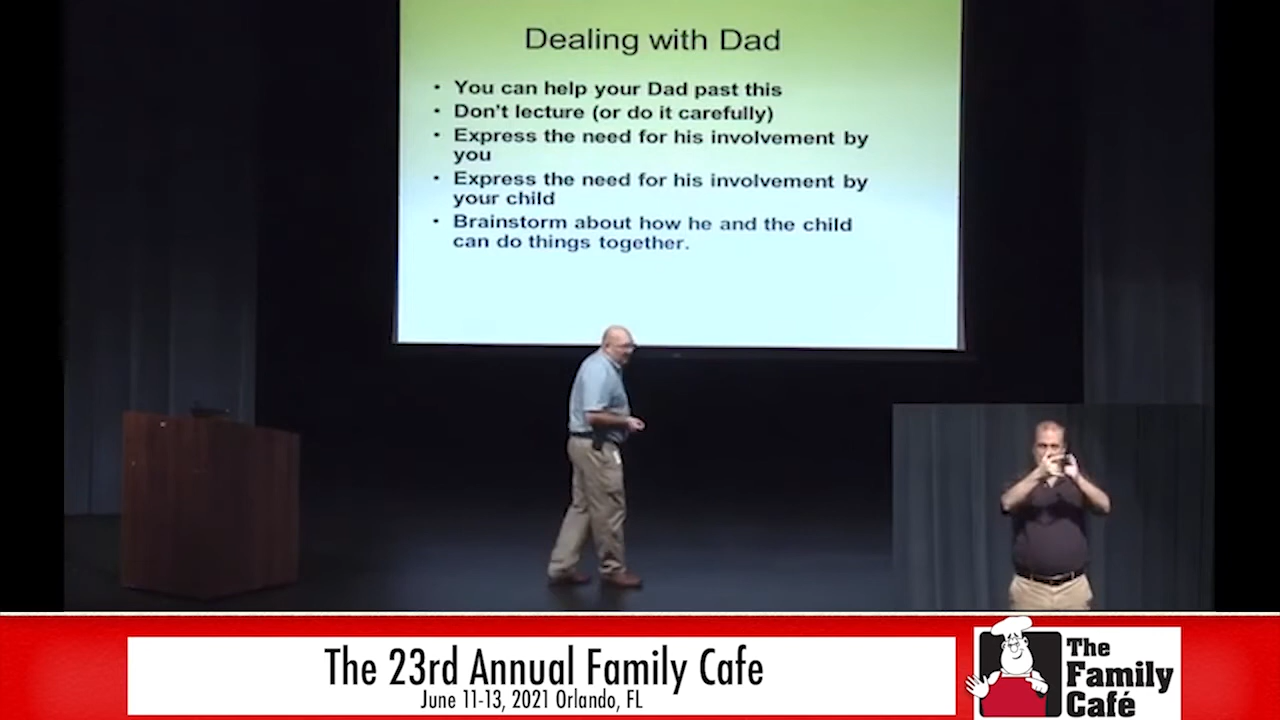 Dealing with Dad
• You can help your Dad past this
• Don't lecture (or do it carefully)
• Express the need for his involvement by
you
• Express the need for his involvement by
your child
• Brainstorm about how he and the child
can do things together.
The 23rd Annual Family Cafe
June 11-13, 2021 Orlando, FL
The
Family
Café